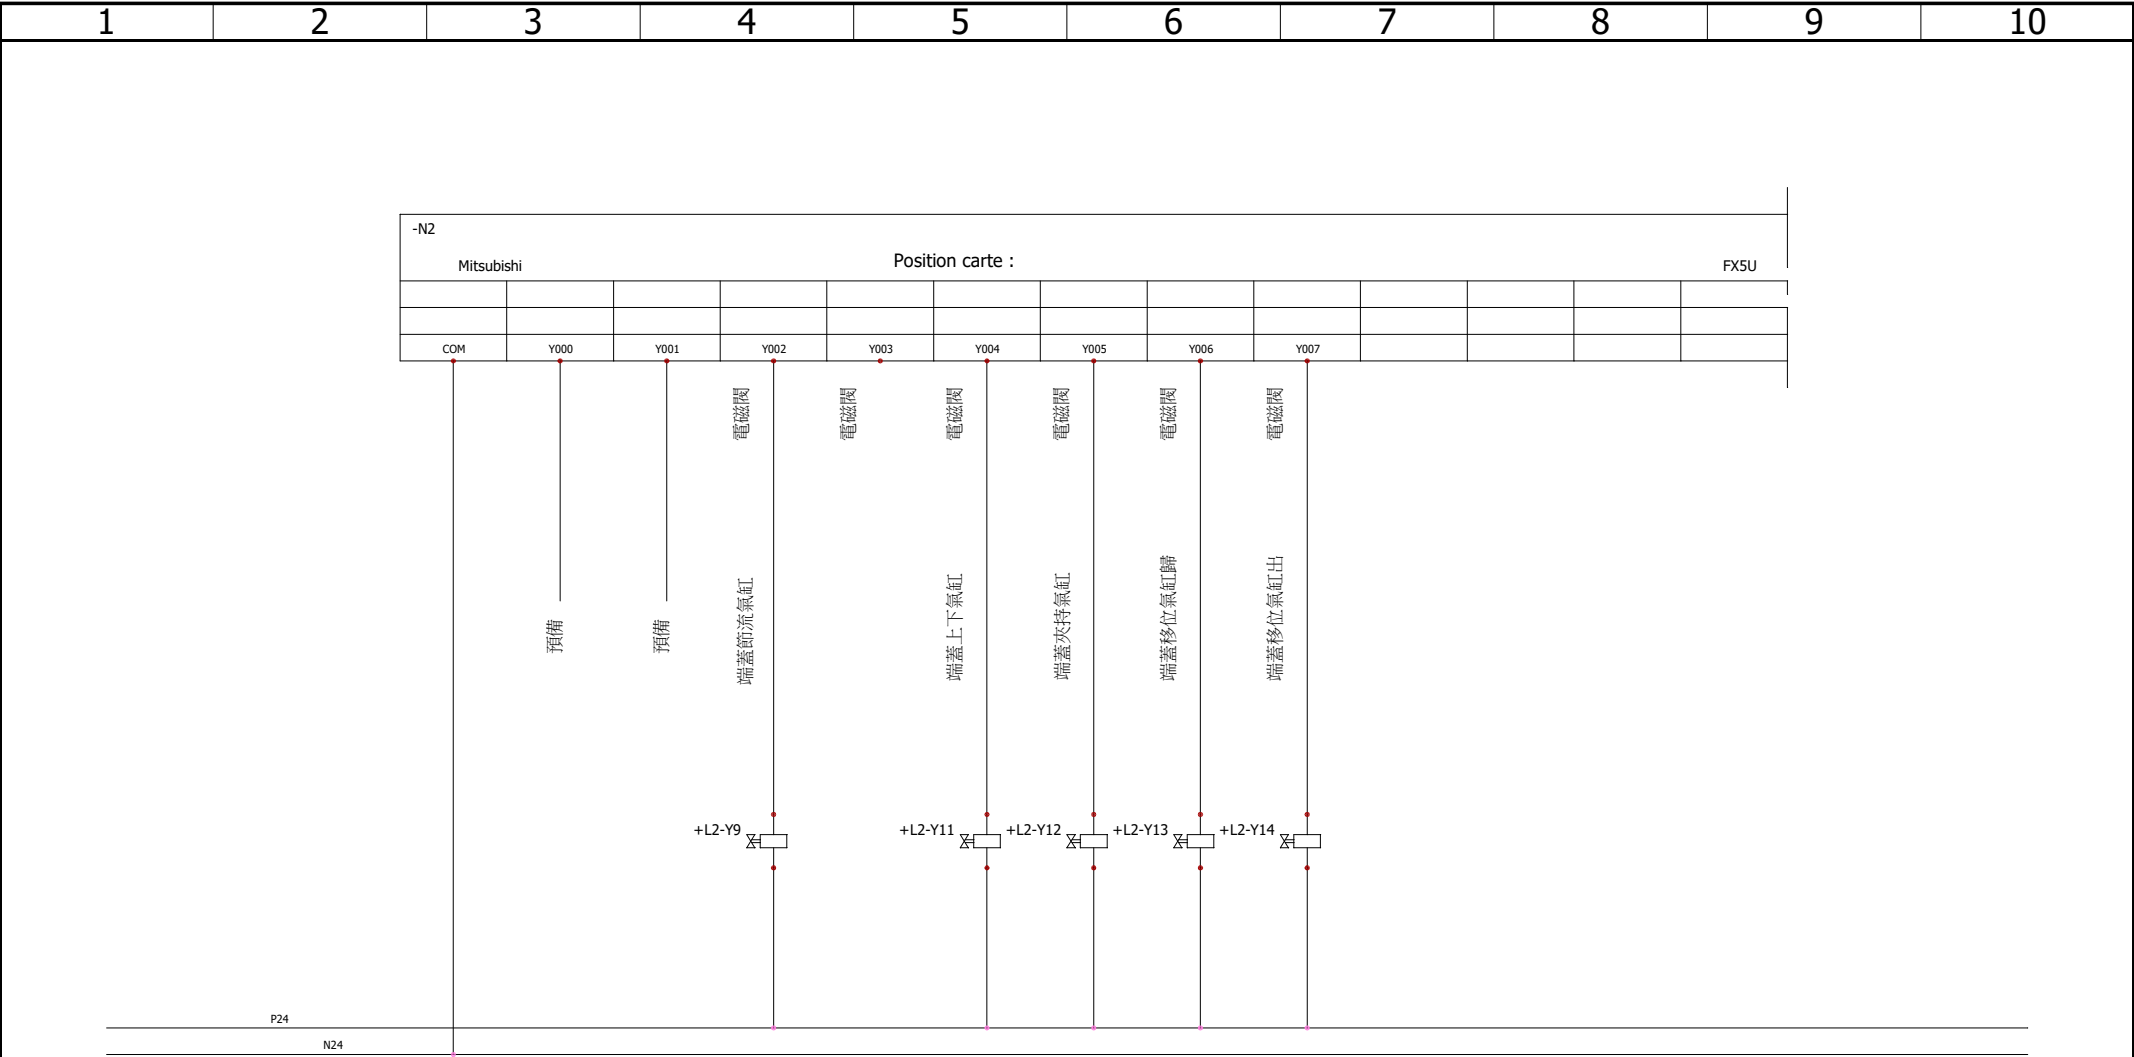 1 2 3 4 5 6 7 8 9 10
-N2
Mitsubishi Position carte : FX5U
COM Y000 Y001 Y002 Y003 Y004 Y005 Y006 Y007
電磁閥 電磁閥 電磁閥 電磁閥 電磁閥 電磁閥
預備 預備 端蓋節流氣缸 端蓋上下氣缸 端蓋夾持氣缸 端蓋移位氣缸歸 端蓋移位氣缸出
+L2-Y9 +L2-Y11 +L2-Y12 +L2-Y13 +L2-Y14
P24
N24